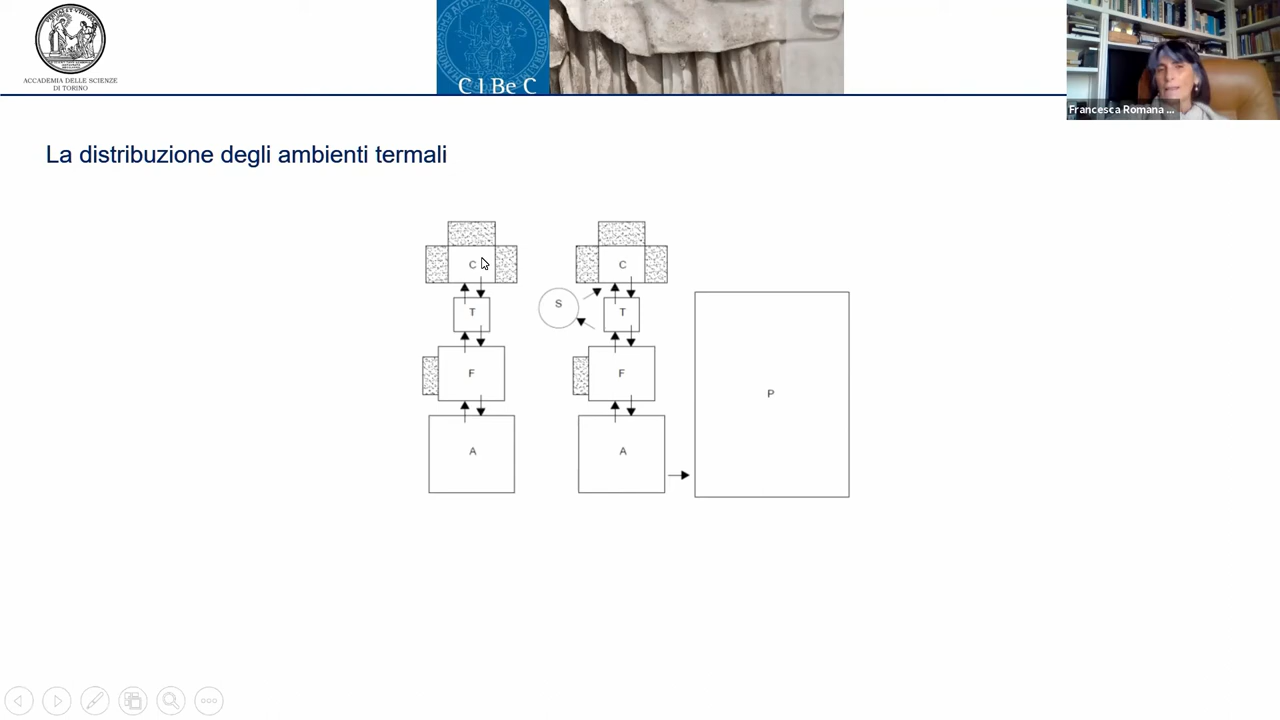 ACCADEMIA DELLE SCIENZE
DI TORINO
C I Be C
Francesca Romana ...
La distribuzione degli ambienti termali
C
C
S
T
T
F
F
P
A
A